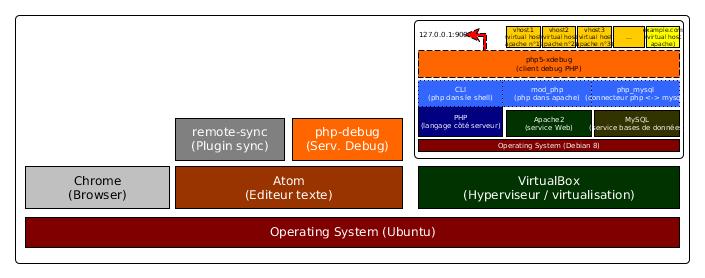 127.0.0.1:900
vhost1
virtual host
apache n°1
vhost2
virtual host
apache n°2
vhost3
virtual host
apache n°3
...
example.com
virtual host
apache)
php5-xdebug
(client debug PHP)
CLI
(php dans le shell)
mod_php
(php dans apache)
php_mysql
(connecteur php <-> mysql
PHP
(langage côté serveur)
Apache2
(service Web)
MySQL
(service bases de données
Operating System (Debian 8)
remote-sync
(Plugin sync)
php-debug
(Serv. Debug)
Chrome
(Browser)
Atom
(Editeur texte)
VirtualBox
(Hyperviseur / virtualisation)
Operating System (Ubuntu)